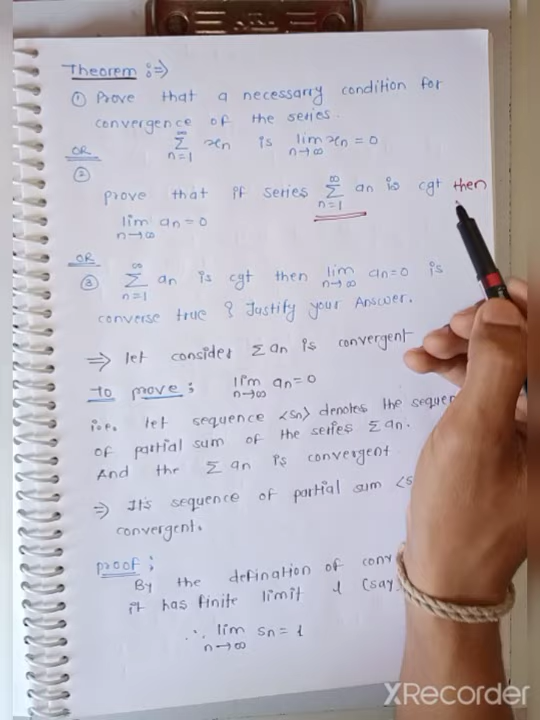 Theorem :⇒
① Prove that a necessarry condition for
convergence of the series.
∞∑n=1 xn is lim n→∞ xn = 0
OR
②
prove that if series ∞∑n=1 an is cgt then
lim n→∞ an = 0
OR
③ ∞∑n=1 an is cgt then lim n→∞ an = 0 is
converse true ? Justify your Answer.
⇒ let consider Σ an is convergent
To prove : lim n→∞ an = 0
i.e. let sequence <Sn> denotes the sequen
of partial sum of the series Σ an.
And the Σ an is convergent
⇒ It's sequence of partial sum <S
convergent.
proof :
By the defination of conv
it has finite limit l (say
∴ lim n→∞ Sn = l
XRecorder